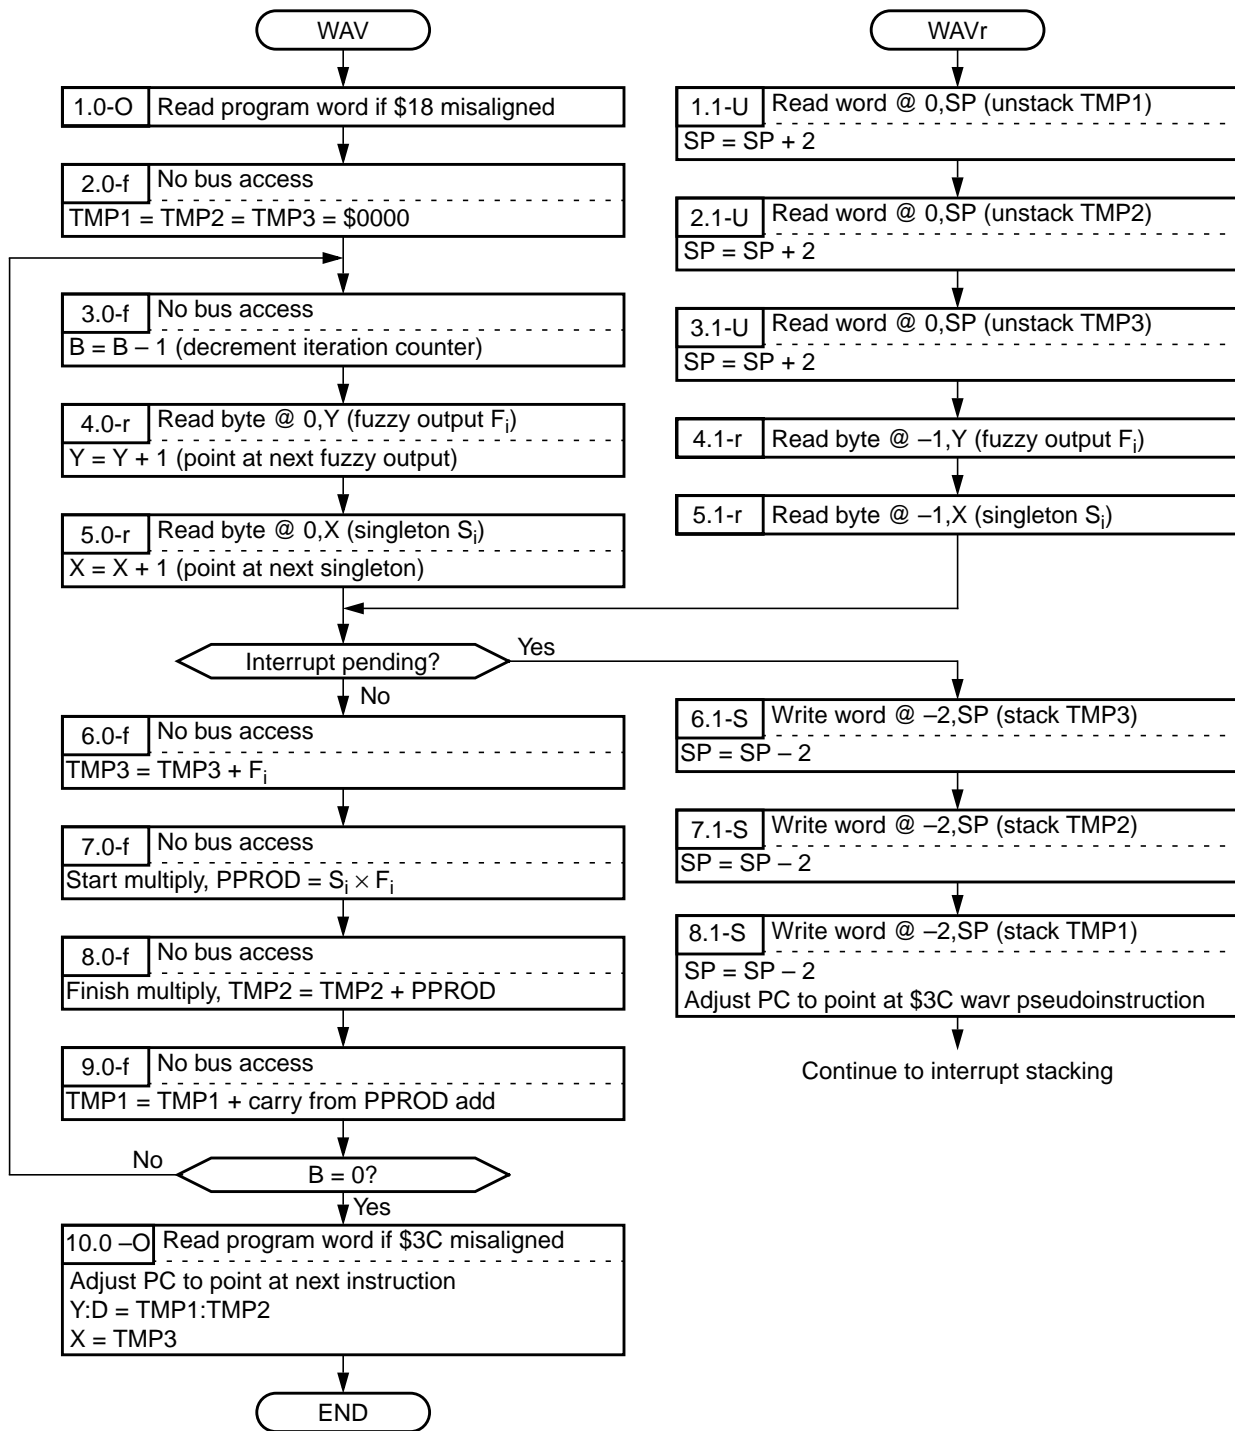 WAV
1.0-O Read program word if $18 misaligned
2.0-f No bus access
TMP1 = TMP2 = TMP3 = $0000
3.0-f No bus access
B = B – 1 (decrement iteration counter)
4.0-r Read byte @ 0,Y (fuzzy output Fi)
Y = Y + 1 (point at next fuzzy output)
5.0-r Read byte @ 0,X (singleton Si)
X = X + 1 (point at next singleton)
Interrupt pending?
Yes
No
6.0-f No bus access
TMP3 = TMP3 + Fi
7.0-f No bus access
Start multiply, PPROD = Si × Fi
8.0-f No bus access
Finish multiply, TMP2 = TMP2 + PPROD
9.0-f No bus access
TMP1 = TMP1 + carry from PPROD add
No
B = 0?
Yes
10.0 –O Read program word if $3C misaligned
Adjust PC to point at next instruction
Y:D = TMP1:TMP2
X = TMP3
END
WAVr
1.1-U Read word @ 0,SP (unstack TMP1)
SP = SP + 2
2.1-U Read word @ 0,SP (unstack TMP2)
SP = SP + 2
3.1-U Read word @ 0,SP (unstack TMP3)
SP = SP + 2
4.1-r Read byte @ –1,Y (fuzzy output Fi)
5.1-r Read byte @ –1,X (singleton Si)
6.1-S Write word @ –2,SP (stack TMP3)
SP = SP – 2
7.1-S Write word @ –2,SP (stack TMP2)
SP = SP – 2
8.1-S Write word @ –2,SP (stack TMP1)
SP = SP – 2
Adjust PC to point at $3C wavr pseudoinstruction
Continue to interrupt stacking